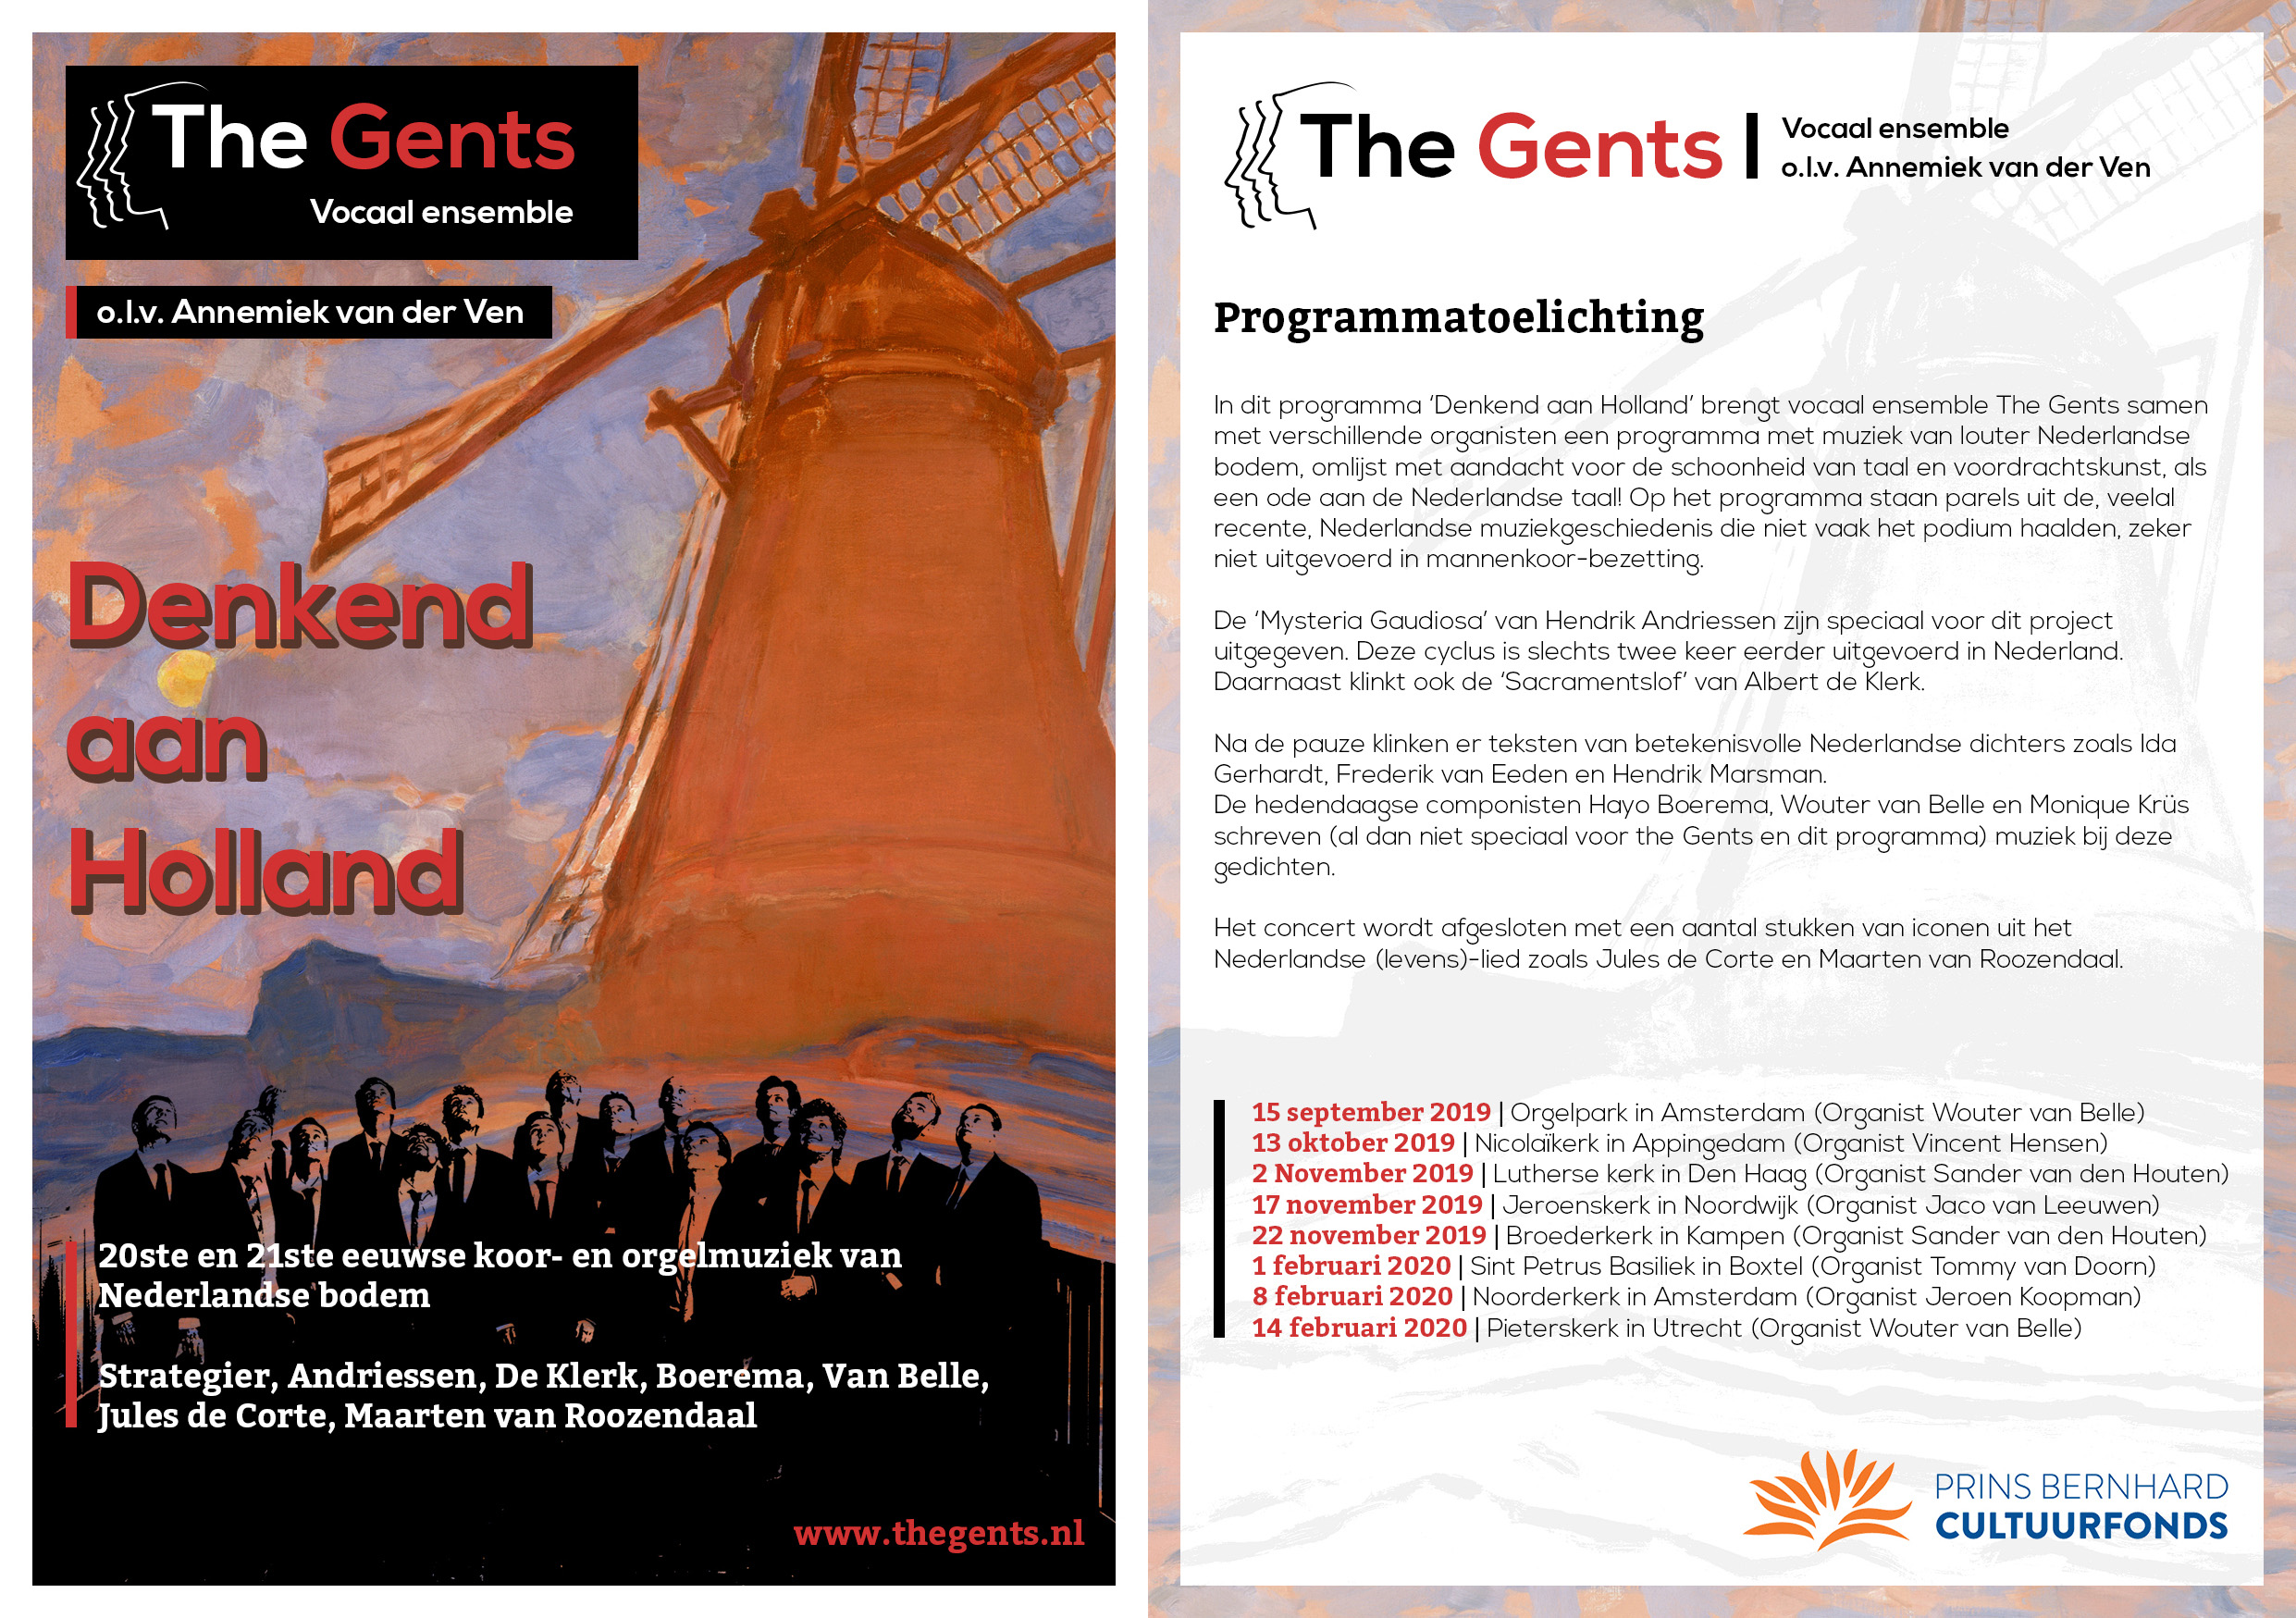 The Gents
Vocaal ensemble
o.l.v. Annemiek van der Ven
Denkend
aan
Holland
20ste en 21ste eeuwse koor- en orgelmuziek van
Nederlandse bodem
Strategier, Andriessen, De Klerk, Boerema, Van Belle,
Jules de Corte, Maarten van Roozendaal
www.thegents.nl
The Gents
Vocaal ensemble
o.l.v. Annemiek van der Ven
Programmatoelichting
In dit programma ‘Denkend aan Holland’ brengt vocaal ensemble The Gents samen
met verschillende organisten een programma met muziek van louter Nederlandse
bodem, omlijst met aandacht voor de schoonheid van taal en voordrachtskunst, als
een ode aan de Nederlandse taal! Op het programma staan parels uit de, veelal
recente, Nederlandse muziekgeschiedenis die niet vaak het podium haalden, zeker
niet uitgevoerd in mannenkoor-bezetting.
De ‘Mysteria Gaudiosa’ van Hendrik Andriessen zijn speciaal voor dit project
uitgegeven. Deze cyclus is slechts twee keer eerder uitgevoerd in Nederland.
Daarnaast klinkt ook de ‘Sacramentslof’ van Albert de Klerk.
Na de pauze klinken er teksten van betekenisvolle Nederlandse dichters zoals Ida
Gerhardt, Frederik van Eeden en Hendrik Marsman.
De hedendaagse componisten Hayo Boerema, Wouter van Belle en Monique Krüs
schreven (al dan niet speciaal voor the Gents en dit programma) muziek bij deze
gedichten.
Het concert wordt afgesloten met een aantal stukken van iconen uit het
Nederlandse (levens)-lied zoals Jules de Corte en Maarten van Roozendaal.
15 september 2019 | Orgelpark in Amsterdam (Organist Wouter van Belle)
13 oktober 2019 | Nicolaïkerk in Appingedam (Organist Vincent Hensen)
2 November 2019 | Lutherse kerk in Den Haag (Organist Sander van den Houten)
17 november 2019 | Jeroenskerk in Noordwijk (Organist Jaco van Leeuwen)
22 november 2019 | Broederkerk in Kampen (Organist Sander van den Houten)
1 februari 2020 | Sint Petrus Basiliek in Boxtel (Organist Tommy van Doorn)
8 februari 2020 | Noorderkerk in Amsterdam (Organist Jeroen Koopman)
14 februari 2020 | Pieterskerk in Utrecht (Organist Wouter van Belle)
PRINS BERNHARD
CULTUURFONDS